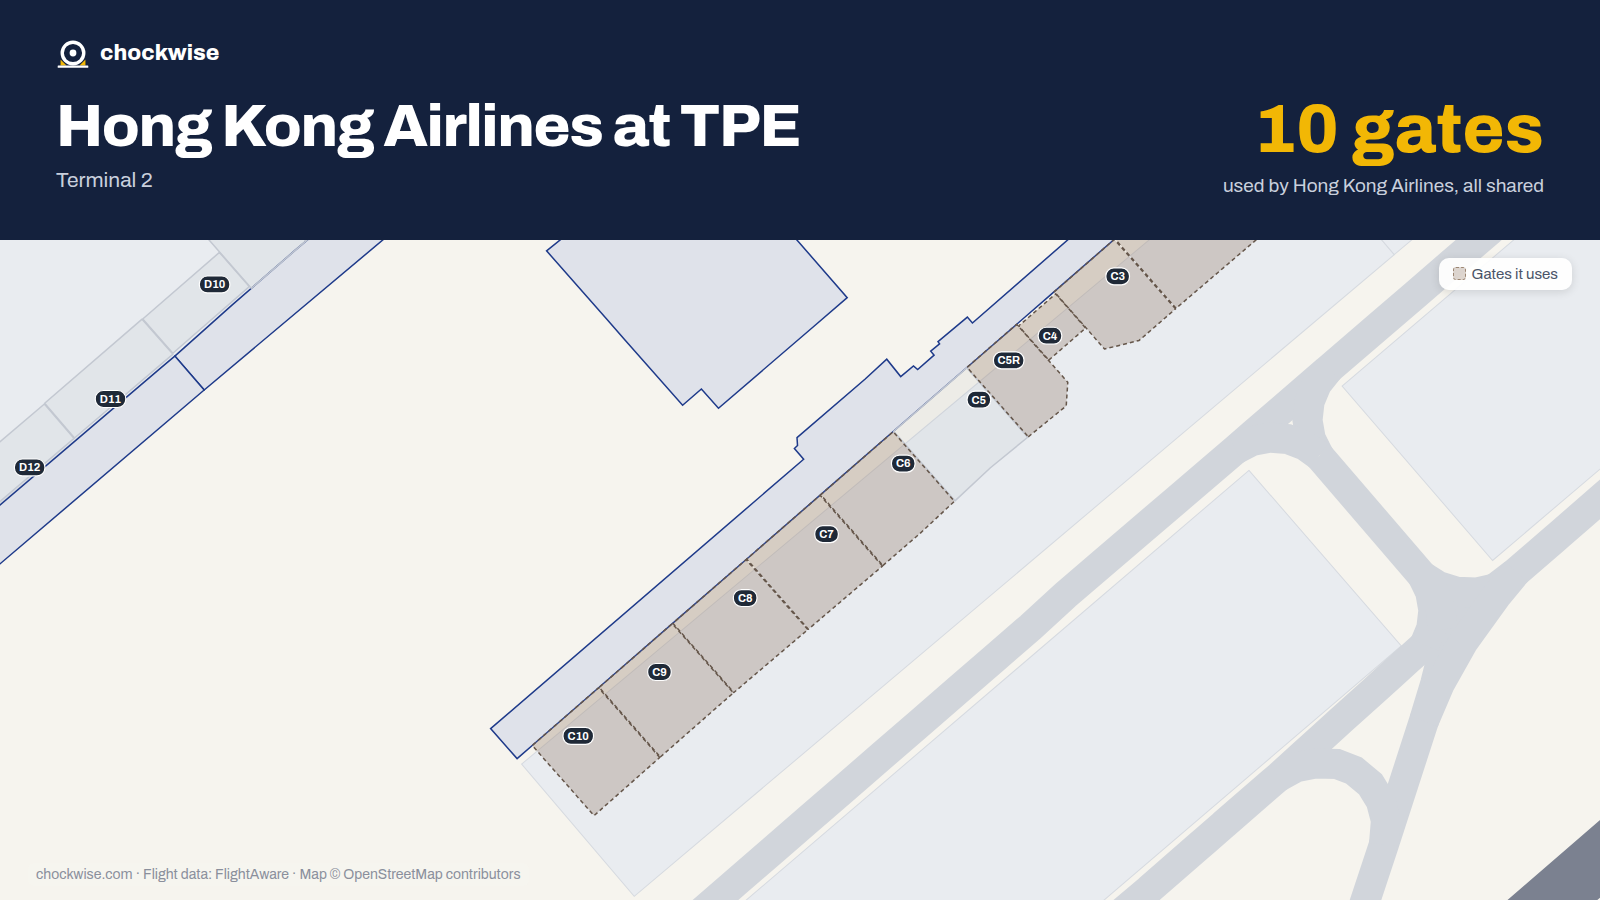 chockwise
Hong Kong Airlines at TPE
Terminal 2
10 gates
used by Hong Kong Airlines, all shared
Gates it uses
D10
D11
D12
C3
C4
C5R
C5
C6
C7
C8
C9
C10
chockwise.com · Flight data: FlightAware · Map © OpenStreetMap contributors